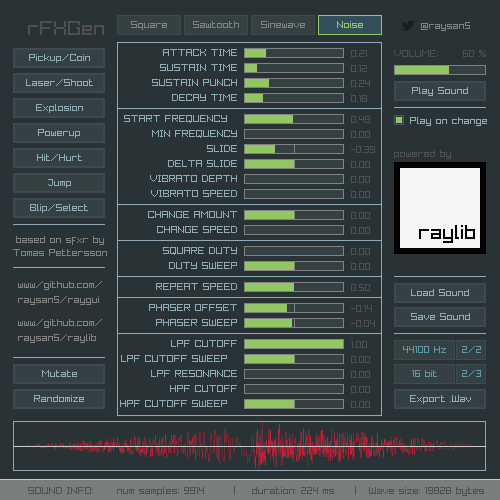 rFXGen
Pickup/Coin
Laser/Shoot
Explosion
Powerup
Hit/Hurt
Jump
Blip/Select
based on sfxr by
Tomas Pettersson
www/github.com/
raysan5/raygui
www/github.com/
raysan5/raylib
Mutate
Randomize
Square Sawtooth Sinewave Noise
ATTACK TIME 0.21
SUSTAIN TIME 0.12
SUSTAIN PUNCH 0.24
DECAY TIME 0.18
START FREQUENCY 0.49
MIN FREQUENCY 0.00
SLIDE -0.39
DELTA SLIDE 0.00
VIBRATO DEPTH 0.00
VIBRATO SPEED 0.00
CHANGE AMOUNT 0.00
CHANGE SPEED 0.00
SQUARE DUTY 0.00
DUTY SWEEP 0.00
REPEAT SPEED 0.50
PHASER OFFSET -0.14
PHASER SWEEP -0.04
LPF CUTOFF 1.00
LPF CUTOFF SWEEP 0.00
LPF RESONANCE 0.00
HPF CUTOFF 0.00
HPF CUTOFF SWEEP 0.00
@raysan5
VOLUME: 60 %
Play Sound
Play on change
powered by
raylib
Load Sound
Save Sound
44100 Hz 2/2
16 bit 2/3
Export .Wav
SOUND INFO: num samples: 9914 | duration: 224 ms | Wave size: 19828 bytes